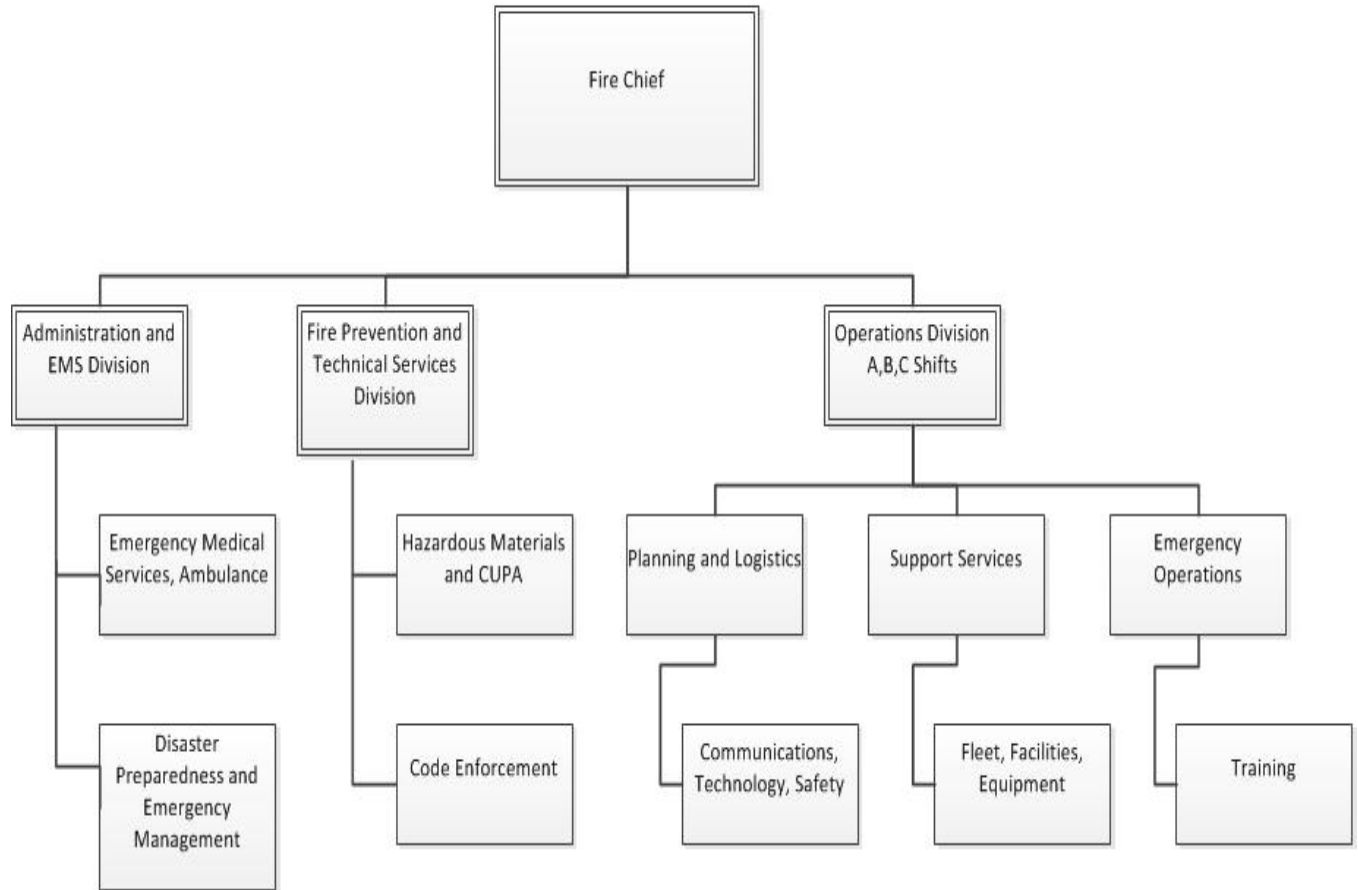 Fire Chief
Administration and
EMS Division
Fire Prevention and
Technical Services
Division
Operations Division
A,B,C Shifts
Emergency Medical
Services, Ambulance
Hazardous Materials
and CUPA
Planning and Logistics
Support Services
Emergency
Operations
Disaster
Preparedness and
Emergency
Management
Code Enforcement
Communications,
Technology, Safety
Fleet, Facilities,
Equipment
Training